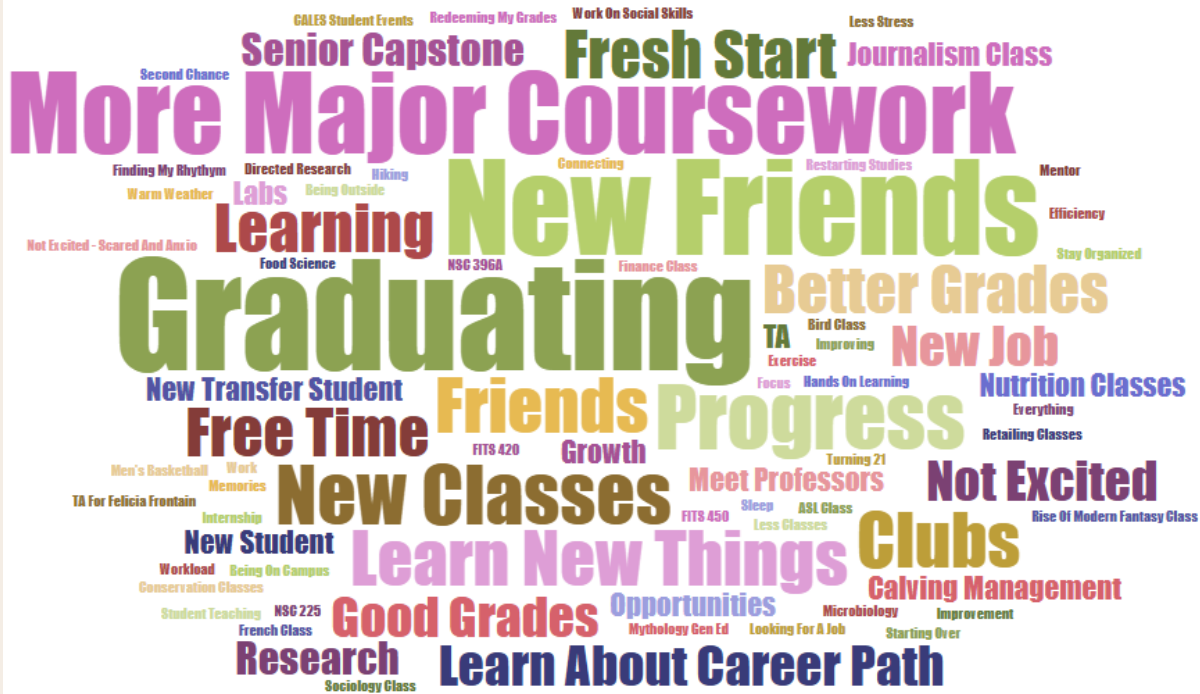 CALES Student Events
Redeeming My Grades
Work On Social Skills
Less Stress
Senior Capstone
Fresh Start
Journalism Class
Second Chance
More Major Coursework
Finding My Rhythym
Directed Research
Hiking
Connecting
Restarting Studies
Mentor
Warm Weather
Labs
Being Outside
New Friends
Learning
Efficiency
Not Excited - Scared And Anxio
Food Science
NSC 396A
Finance Class
Stay Organized
Graduating
Better Grades
TA
Bird Class
Improving
Exercise
New Job
New Transfer Student
Friends
Focus
Hands On Learning
Nutrition Classes
Progress
Everything
Free Time
FITS 420
Growth
Retailing Classes
Turning 21
Men's Basketball
Work
Memories
New Classes
Meet Professors
Not Excited
TA For Felicia Frontain
Internship
FITS 450
Sleep
ASL Class
Less Classes
Clubs
Rise Of Modern Fantasy Class
New Student
Learn New Things
Workload
Being On Campus
Conservation Classes
Calving Management
Student Teaching
NSC 225
Good Grades
Opportunities
Microbiology
Improvement
French Class
Mythology Gen Ed
Looking For A Job
Starting Over
Research
Learn About Career Path
Sociology Class